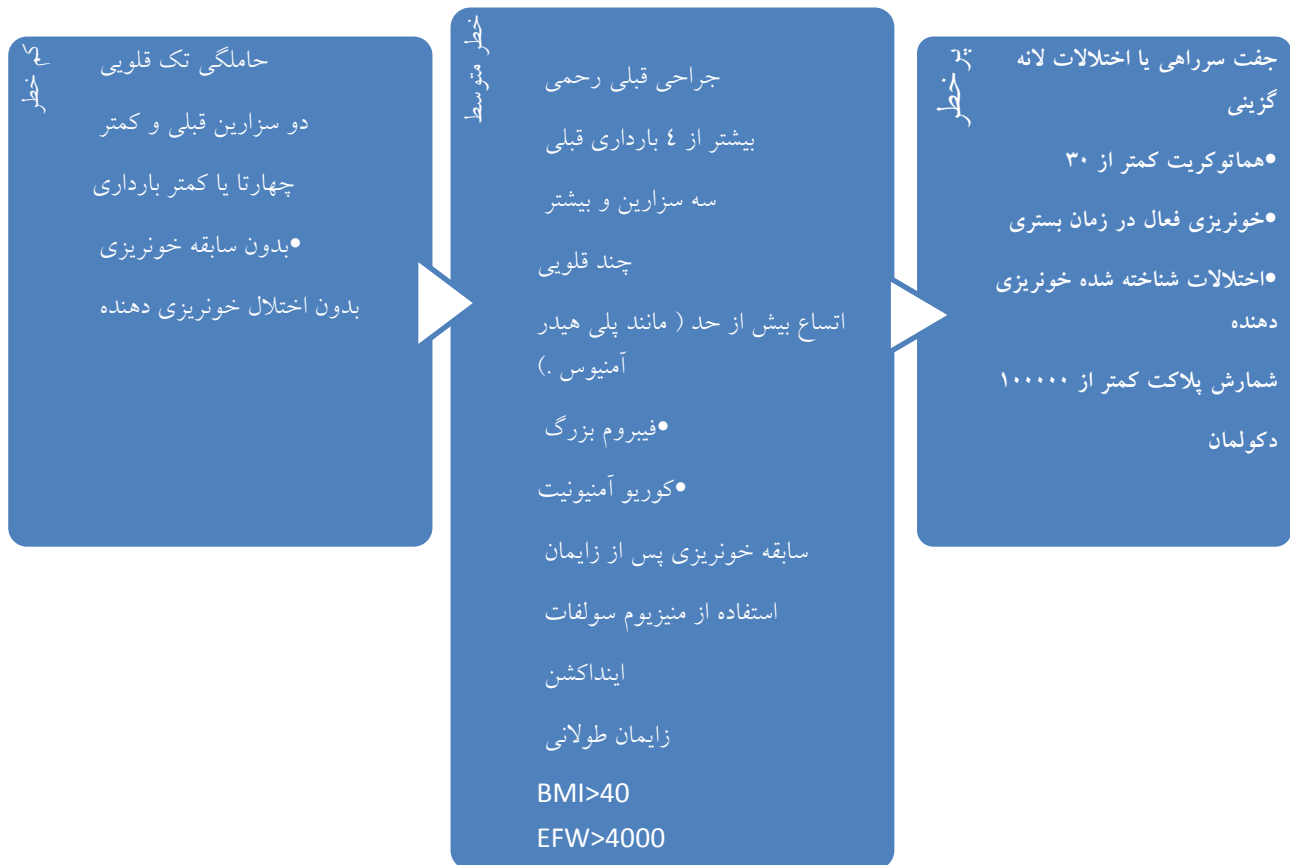 کم خطر
حاملگی تک قلویی
دو سزارین قبلی و کمتر
چهارتا یا کمتر بارداری
•بدون سابقه خونریزی
بدون اختلال خونریزی دهنده
خطر متوسط
جراحی قبلی رحمی
بیشتر از ٤ بارداری قبلی
سه سزارین و بیشتر
چند قلویی
اتساع بیش از حد ( مانند پلی هیدر
آمنیوس .)
•فیبروم بزرگ
•کوریو آمنیونیت
سابقه خونریزی پس از زایمان
استفاده از منیزیوم سولفات
اینداکشن
زایمان طولانی
BMI>40
EFW>4000
پر خطر
جفت سرراهی یا اختلالات لانه
گزینی
•هماتوکریت کمتر از ۳۰
•خونریزی فعال در زمان بستری
•اختلالات شناخته شده خونریزی
دهنده
شمارش پلاکت کمتر از ۱۰۰۰۰۰
دکولمان